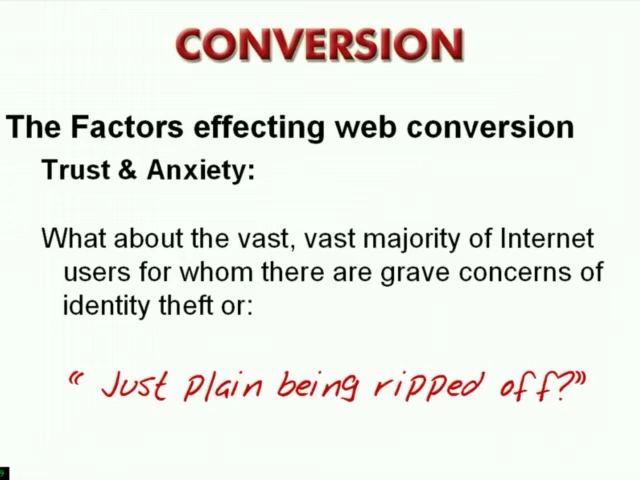 CONVERSION
The Factors effecting web conversion
Trust & Anxiety:
What about the vast, vast majority of Internet
users for whom there are grave concerns of
identity theft or:
“ Just plain being ripped off?”